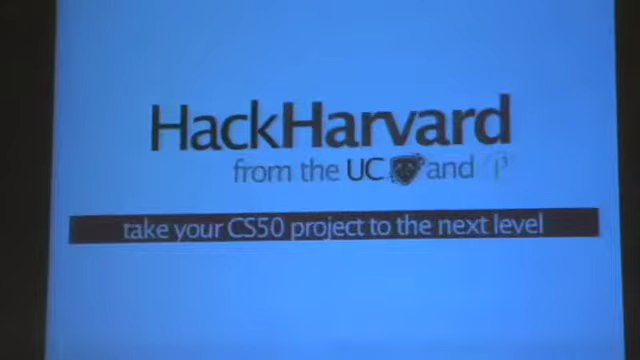 HackHarvard
from the UC and
take your CS50 project to the next level